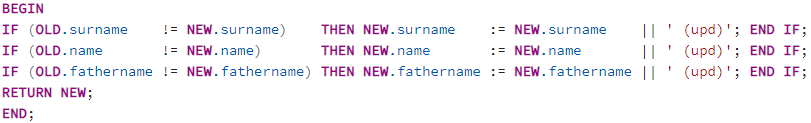 BEGIN
IF (OLD.surname    != NEW.surname)    THEN NEW.surname    := NEW.surname    || ' (upd)'; END IF;
IF (OLD.name       != NEW.name)       THEN NEW.name       := NEW.name       || ' (upd)'; END IF;
IF (OLD.fathername != NEW.fathername) THEN NEW.fathername := NEW.fathername || ' (upd)'; END IF;
RETURN NEW;
END;